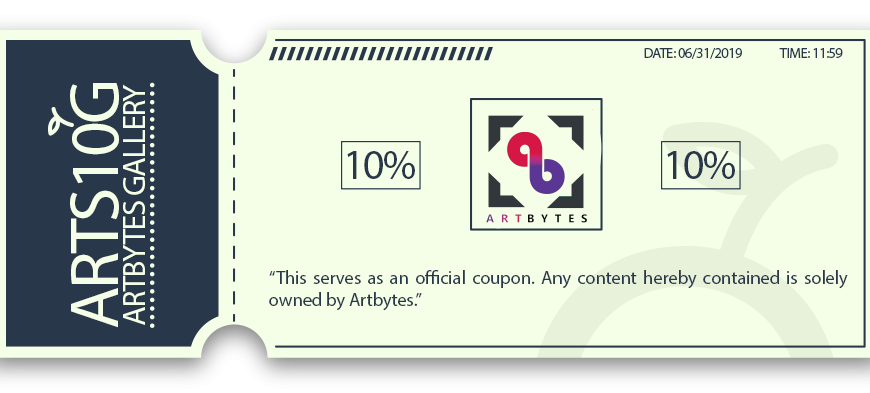 ARTS10G
ARTBYTES GALLERY
DATE: 06/31/2019 TIME: 11:59
10% 10%
ab
ARTBYTES
“This serves as an official coupon. Any content hereby contained is solely
owned by Artbytes.”